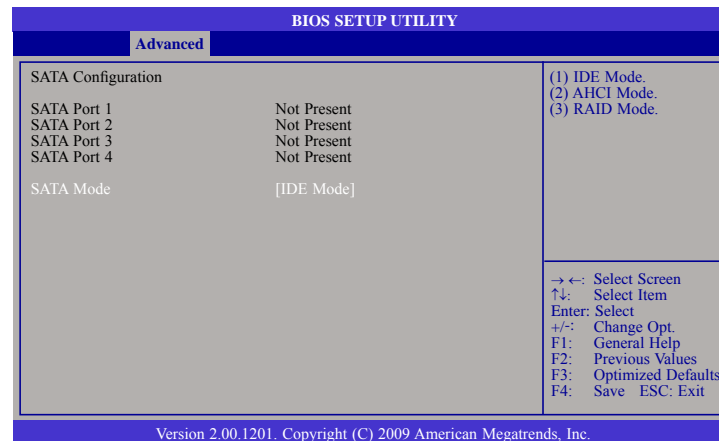 BIOS SETUP UTILITY
Advanced
SATA Configuration
SATA Port 1 Not Present
SATA Port 2 Not Present
SATA Port 3 Not Present
SATA Port 4 Not Present
SATA Mode [IDE Mode]
(1) IDE Mode.
(2) AHCI Mode.
(3) RAID Mode.
→←: Select Screen
↑↓: Select Item
Enter: Select
+/-: Change Opt.
F1: General Help
F2: Previous Values
F3: Optimized Defaults
F4: Save ESC: Exit
Version 2.00.1201. Copyright (C) 2009 American Megatrends, Inc.